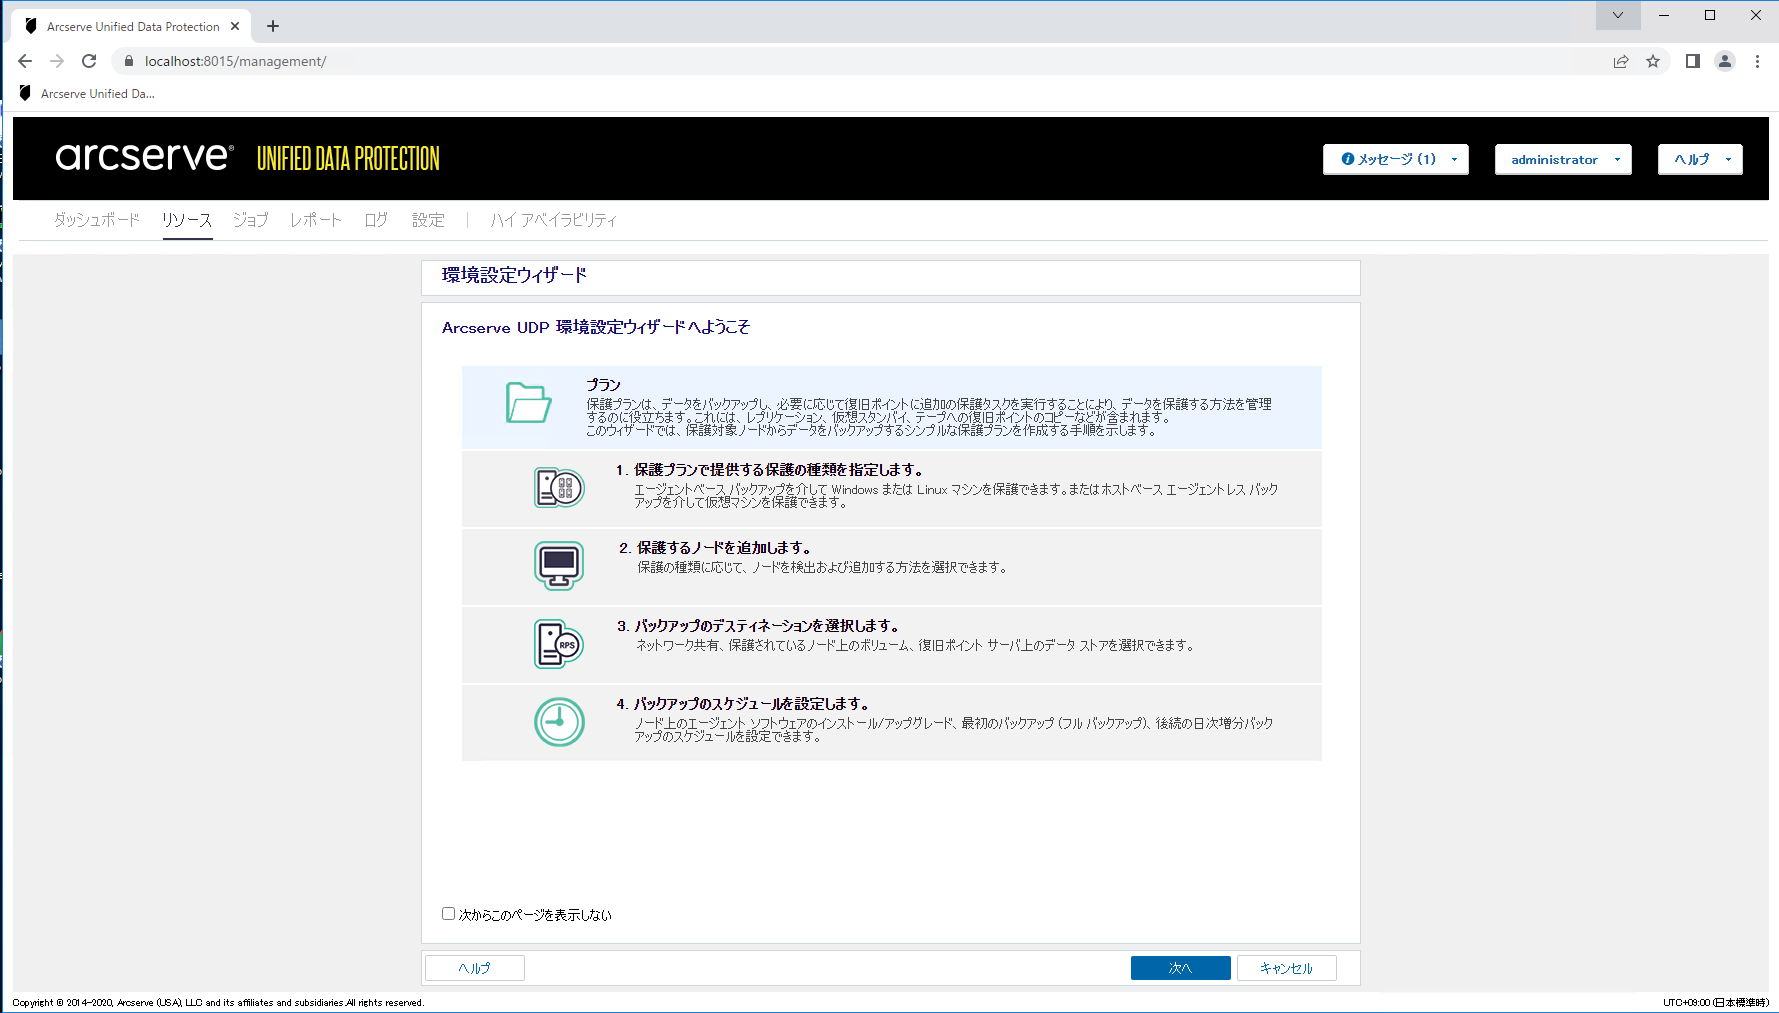 Arcserve Unified Data Protection
localhost:8015/management/
Arcserve Unified Da...
arcserve® UNIFIED DATA PROTECTION
メッセージ (1)
administrator
ヘルプ
ダッシュボード リソース ジョブ レポート ログ 設定 | ハイ アベイラビリティ
環境設定ウィザード
Arcserve UDP 環境設定ウィザードへようこそ
プラン
保護プランは、データをバックアップし、必要に応じて復旧ポイントに追加の保護タスクを実行することにより、データを保護する方法を管理
するのに役立ちます。これには、レプリケーション、仮想スタンバイ、テープへの復旧ポイントのコピーなどが含まれます。
このウィザードでは、保護対象ノードからデータをバックアップするシンプルな保護プランを作成する手順を示します。
1. 保護プランで提供する保護の種類を指定します。
エージェントベース バックアップを介して Windows または Linux マシンを保護できます。またはホストベース エージェントレス バック
アップを介して仮想マシンを保護できます。
2. 保護するノードを追加します。
保護の種類に応じて、ノードを検出および追加する方法を選択できます。
RPS
3. バックアップのデスティネーションを選択します。
ネットワーク共有、保護されているノード上のボリューム、復旧ポイント サーバ上のデータ ストアを選択できます。
4. バックアップのスケジュールを設定します。
ノード上のエージェント ソフトウェアのインストール/アップグレード、最初のバックアップ (フル バックアップ)、後続の日次増分バック
アップのスケジュールを設定できます。
次からこのページを表示しない
ヘルプ
次へ
キャンセル
Copyright © 2014-2020, Arcserve (USA), LLC and its affiliates and subsidiaries.All rights reserved.
UTC+09:00 (日本標準時)